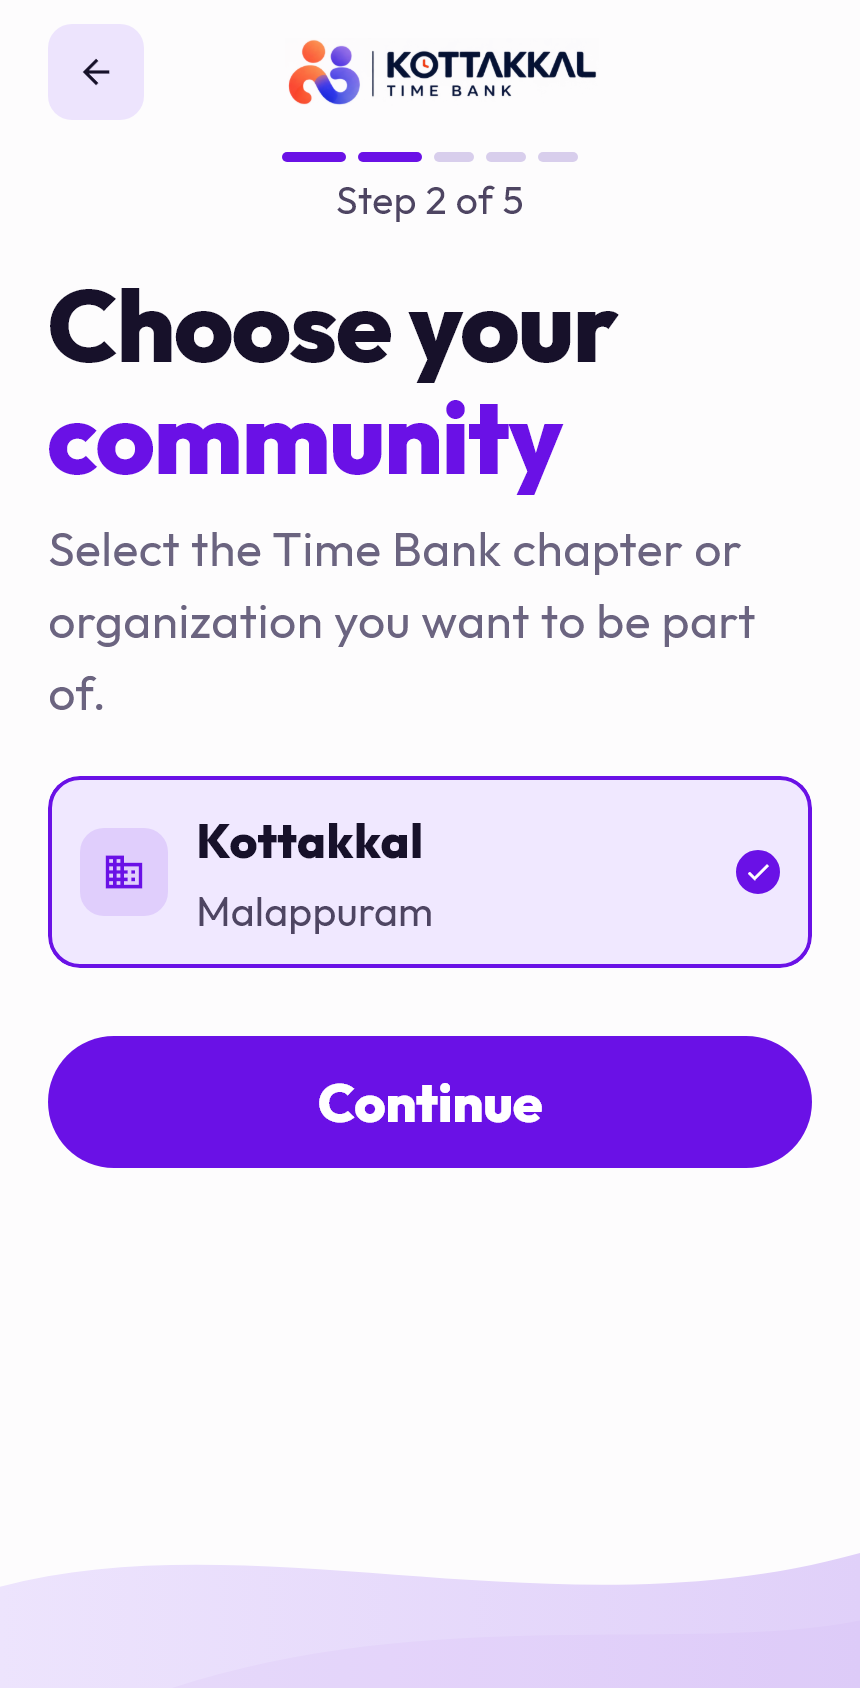 KOTTAKKAL
TIME BANK
Step 2 of 5
Choose your
community
Select the Time Bank chapter or
organization you want to be part
of.
Kottakkal
Malappuram
Continue